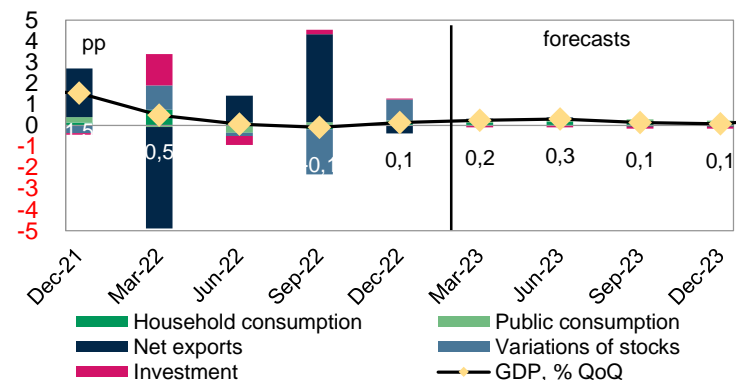 5
4
3
2
1
0
-1
-2
-3
-4
-5
pp
forecasts
1,5
0,5
-0,1
0,1
0,2
0,3
0,1
0,1
Dec-21
Mar-22
Jun-22
Sep-22
Dec-22
Mar-23
Jun-23
Sep-23
Dec-23
Household consumption
Public consumption
Net exports
Variations of stocks
Investment
GDP, % QoQ